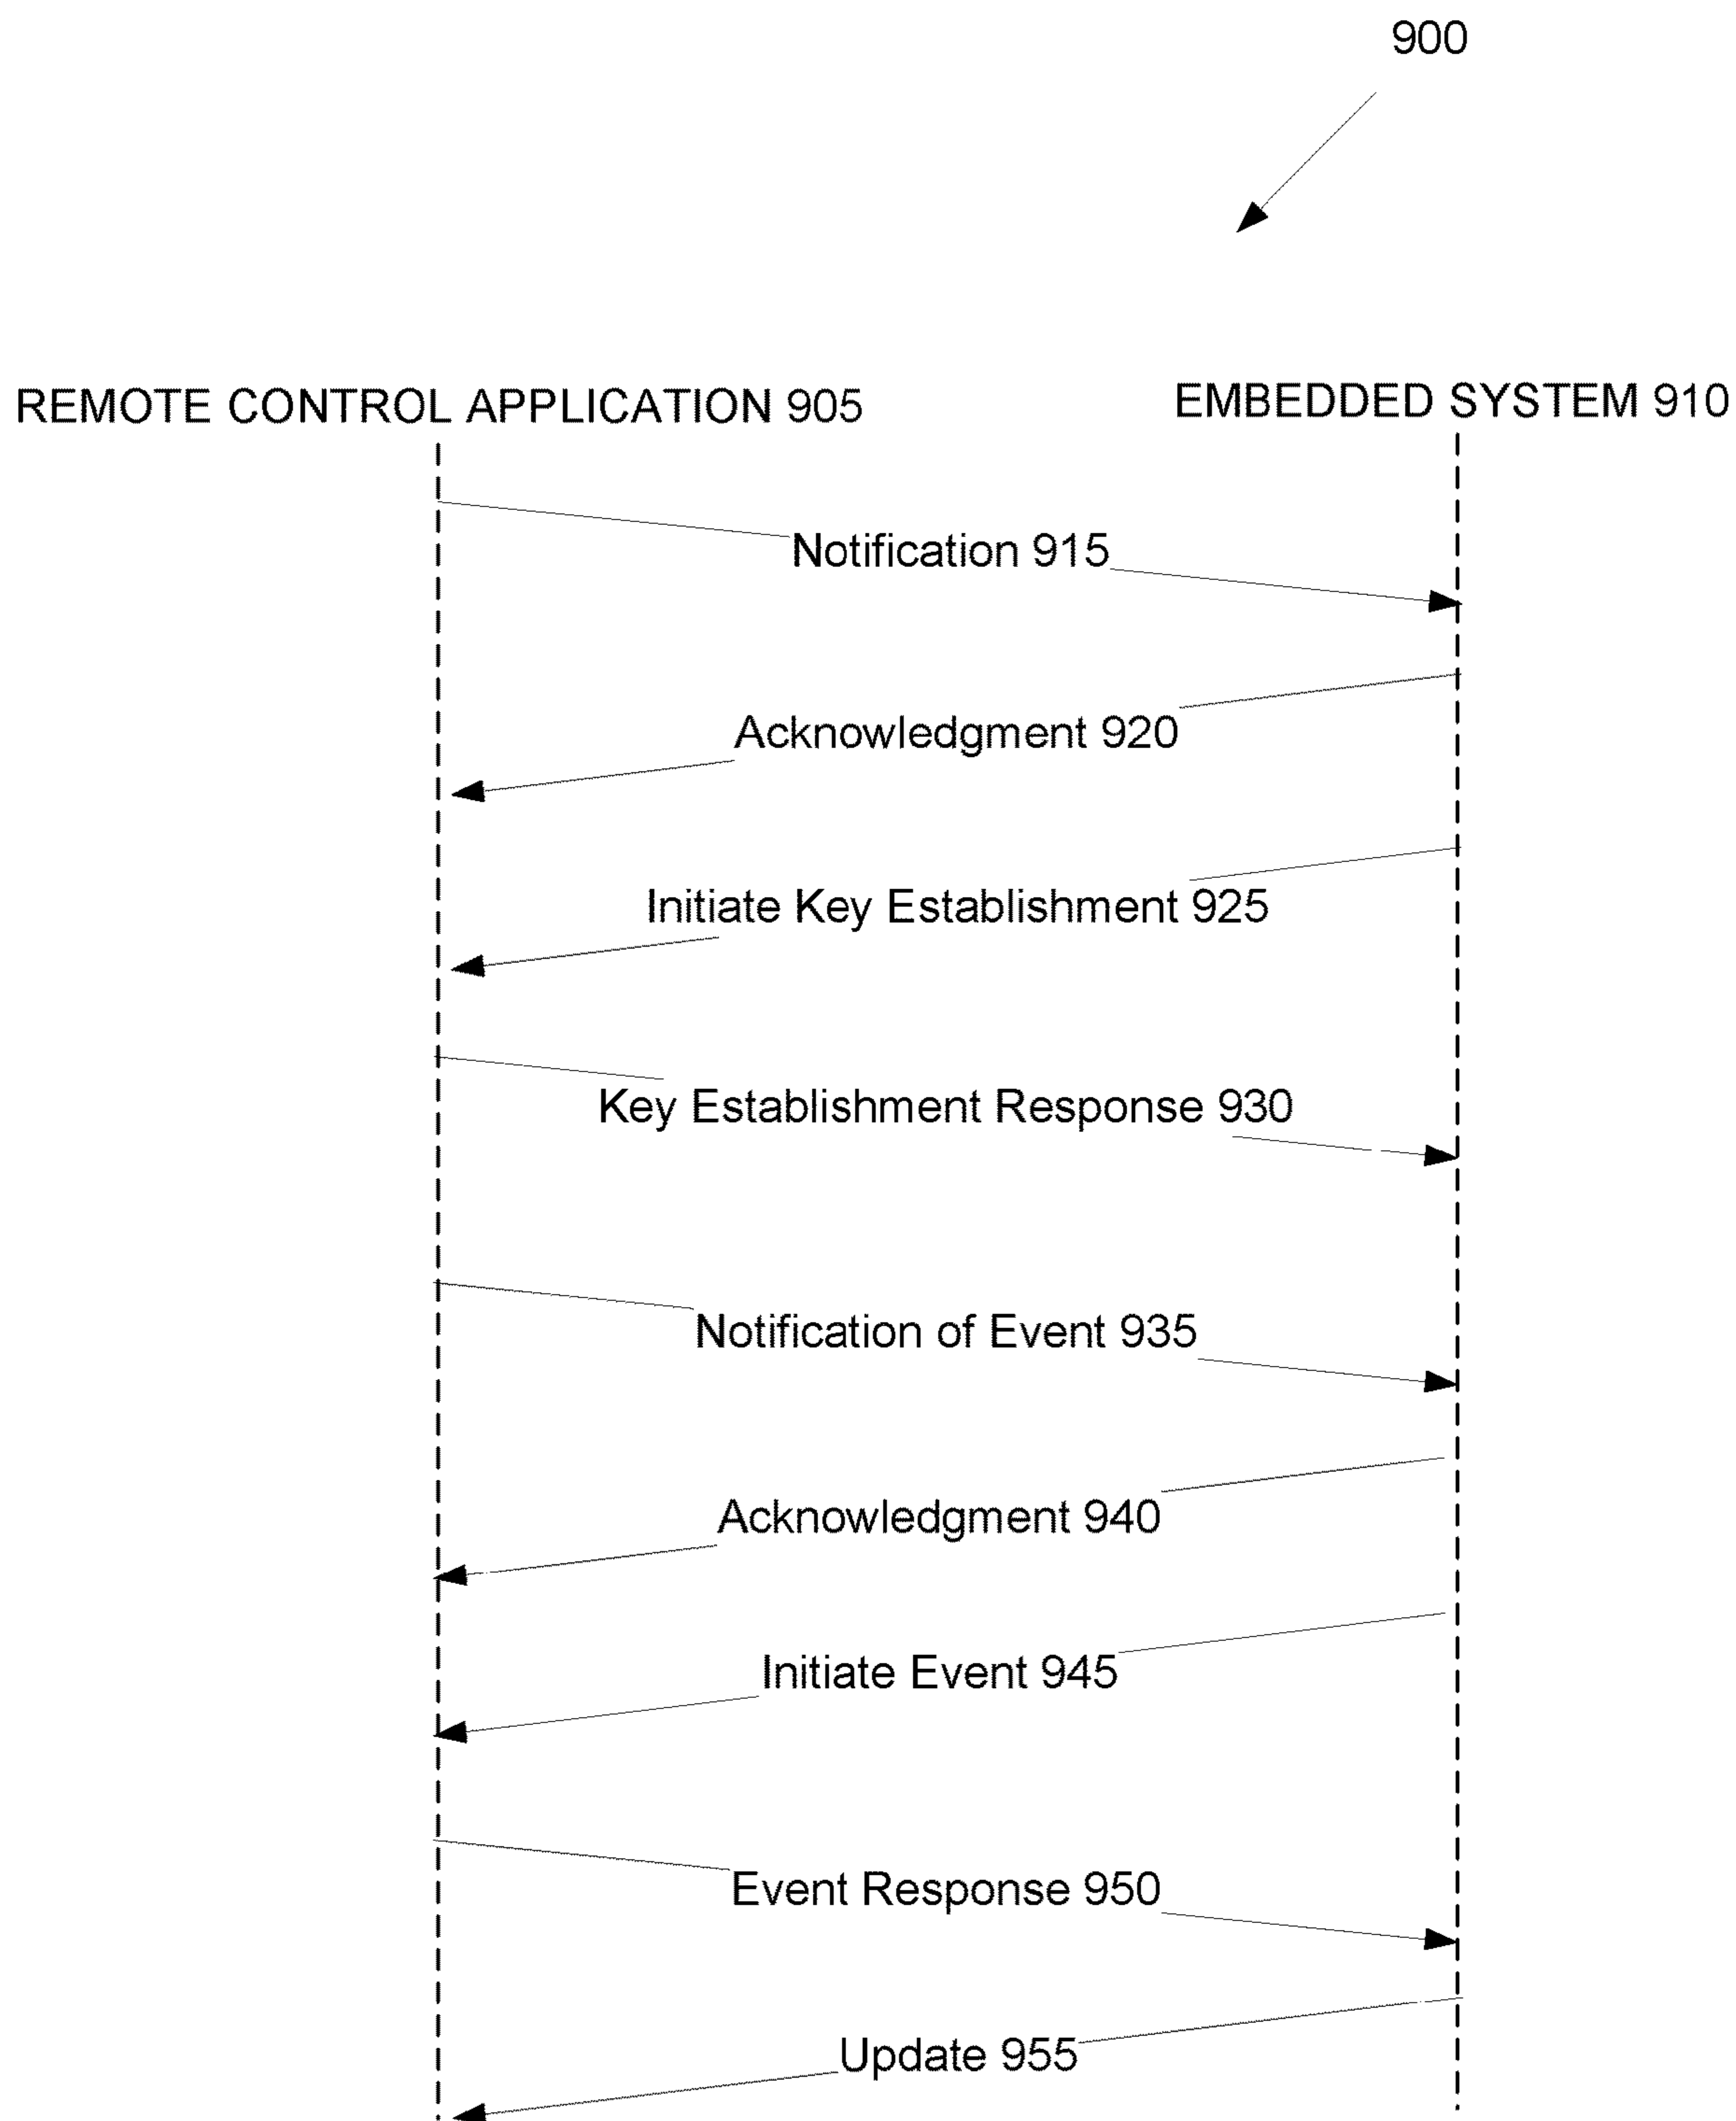 900
REMOTE CONTROL APPLICATION 905
EMBEDDED SYSTEM 910
Notification 915
Acknowledgment 920
Initiate Key Establishment 925
Key Establishment Response 930
Notification of Event 935
Acknowledgment 940
Initiate Event 945
Event Response 950
Update 955